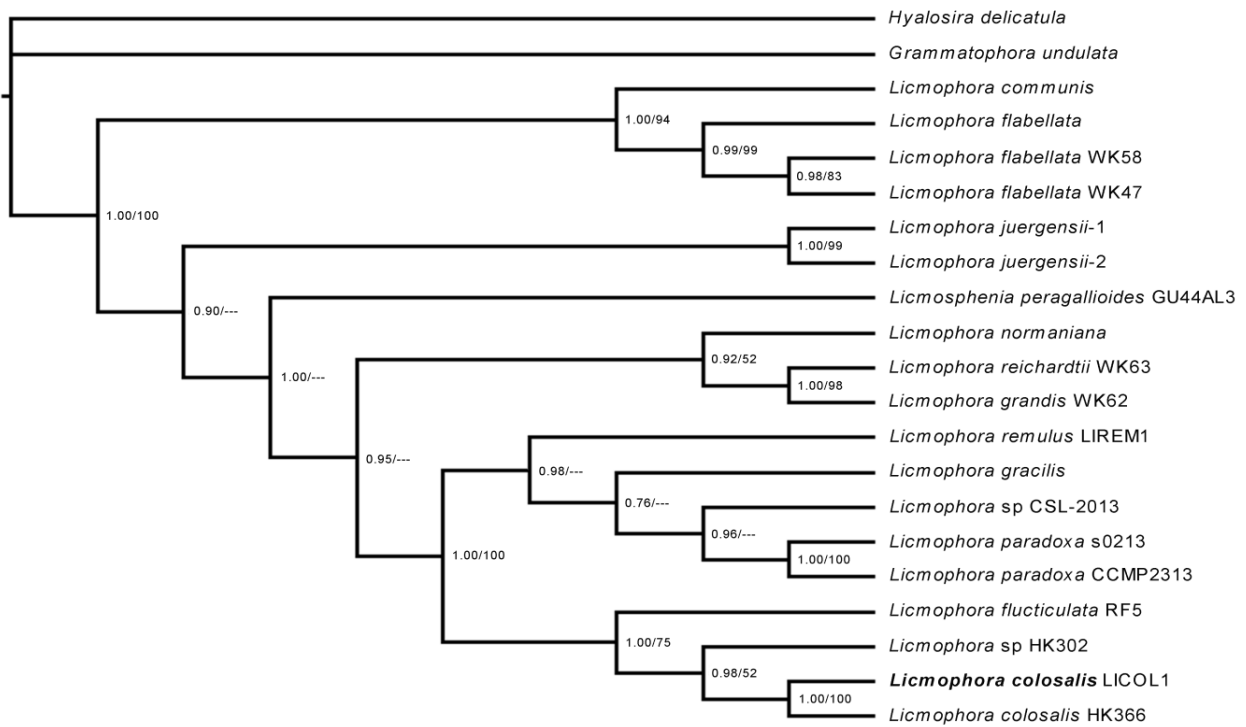 Hyalosira delicatula
Grammatophora undulata
Licmophora communis
1.00/94
Licmophora flabellata
0.99/99
Licmophora flabellata WK58
0.98/83
Licmophora flabellata WK47
1.00/100
Licmophora juergensii-1
1.00/99
Licmophora juergensii-2
0.90/---
Licmosphenia peragallioides GU44AL3
Licmophora normaniana
0.92/52
Licmophora reichardtii WK63
1.00/---
1.00/98
Licmophora grandis WK62
Licmophora remulus LIREM1
0.95/---
0.98/---
Licmophora gracilis
0.76/---
Licmophora sp CSL-2013
0.96/---
Licmophora paradoxa s0213
1.00/100
1.00/100
Licmophora paradoxa CCMP2313
Licmophora flucticulata RF5
1.00/75
Licmophora sp HK302
0.98/52
Licmophora colosalis LICOL1
1.00/100
Licmophora colosalis HK366